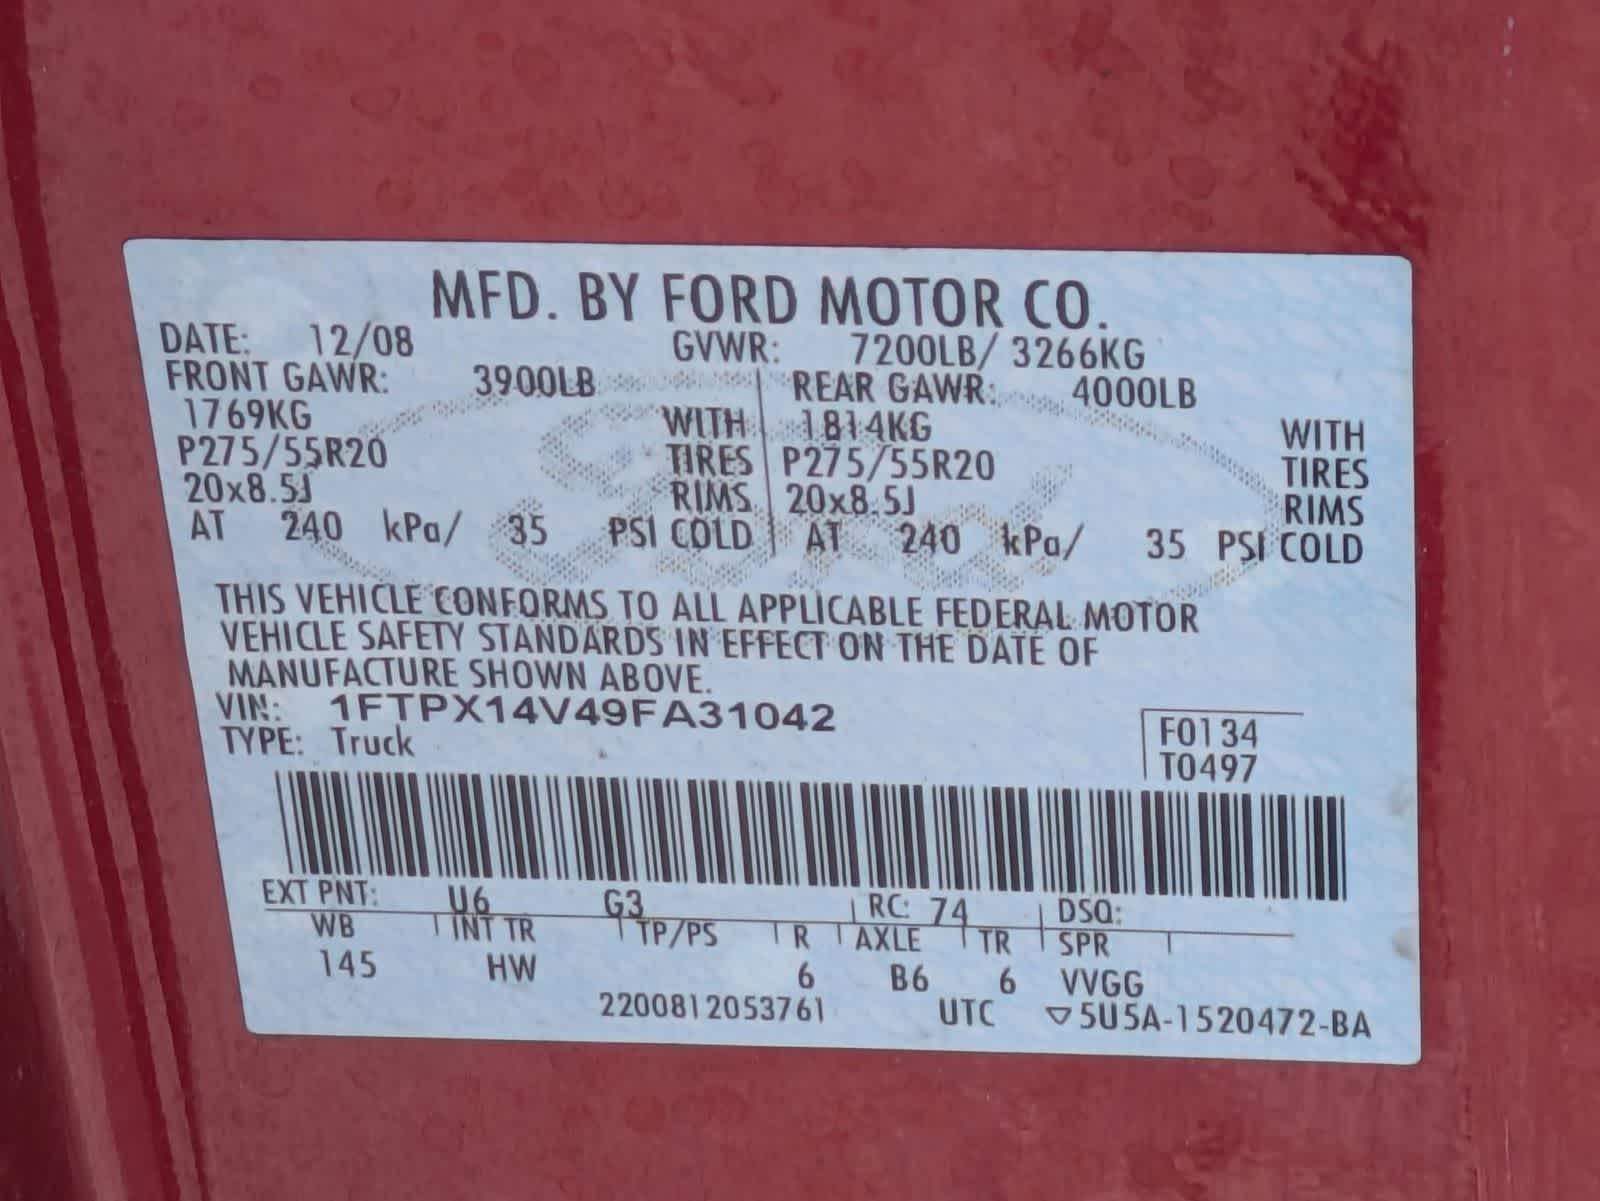 MFD. BY FORD MOTOR CO.
DATE: 12/08 GVWR: 7200LB/ 3266KG
FRONT GAWR: 3900LB REAR GAWR: 4000LB
1769KG WITH 1814KG WITH
P275/55R20 TIRES P275/55R20 TIRES
20x8.5J RIMS 20x8.5J RIMS
AT 240 kPa/ 35 PSI COLD AT 240 kPa/ 35 PSI COLD
THIS VEHICLE CONFORMS TO ALL APPLICABLE FEDERAL MOTOR
VEHICLE SAFETY STANDARDS IN EFFECT ON THE DATE OF
MANUFACTURE SHOWN ABOVE.
VIN: 1FTPX14V49FA31042
TYPE: Truck
F0134
T0497
EXT PNT: U6 G3 RC: 74 DSO:
WB INT TR TP/PS R AXLE TR SPR
145 HW 6 B6 6 VVGG
2200812053761 UTC ▽5U5A-1520472-BA
Ford